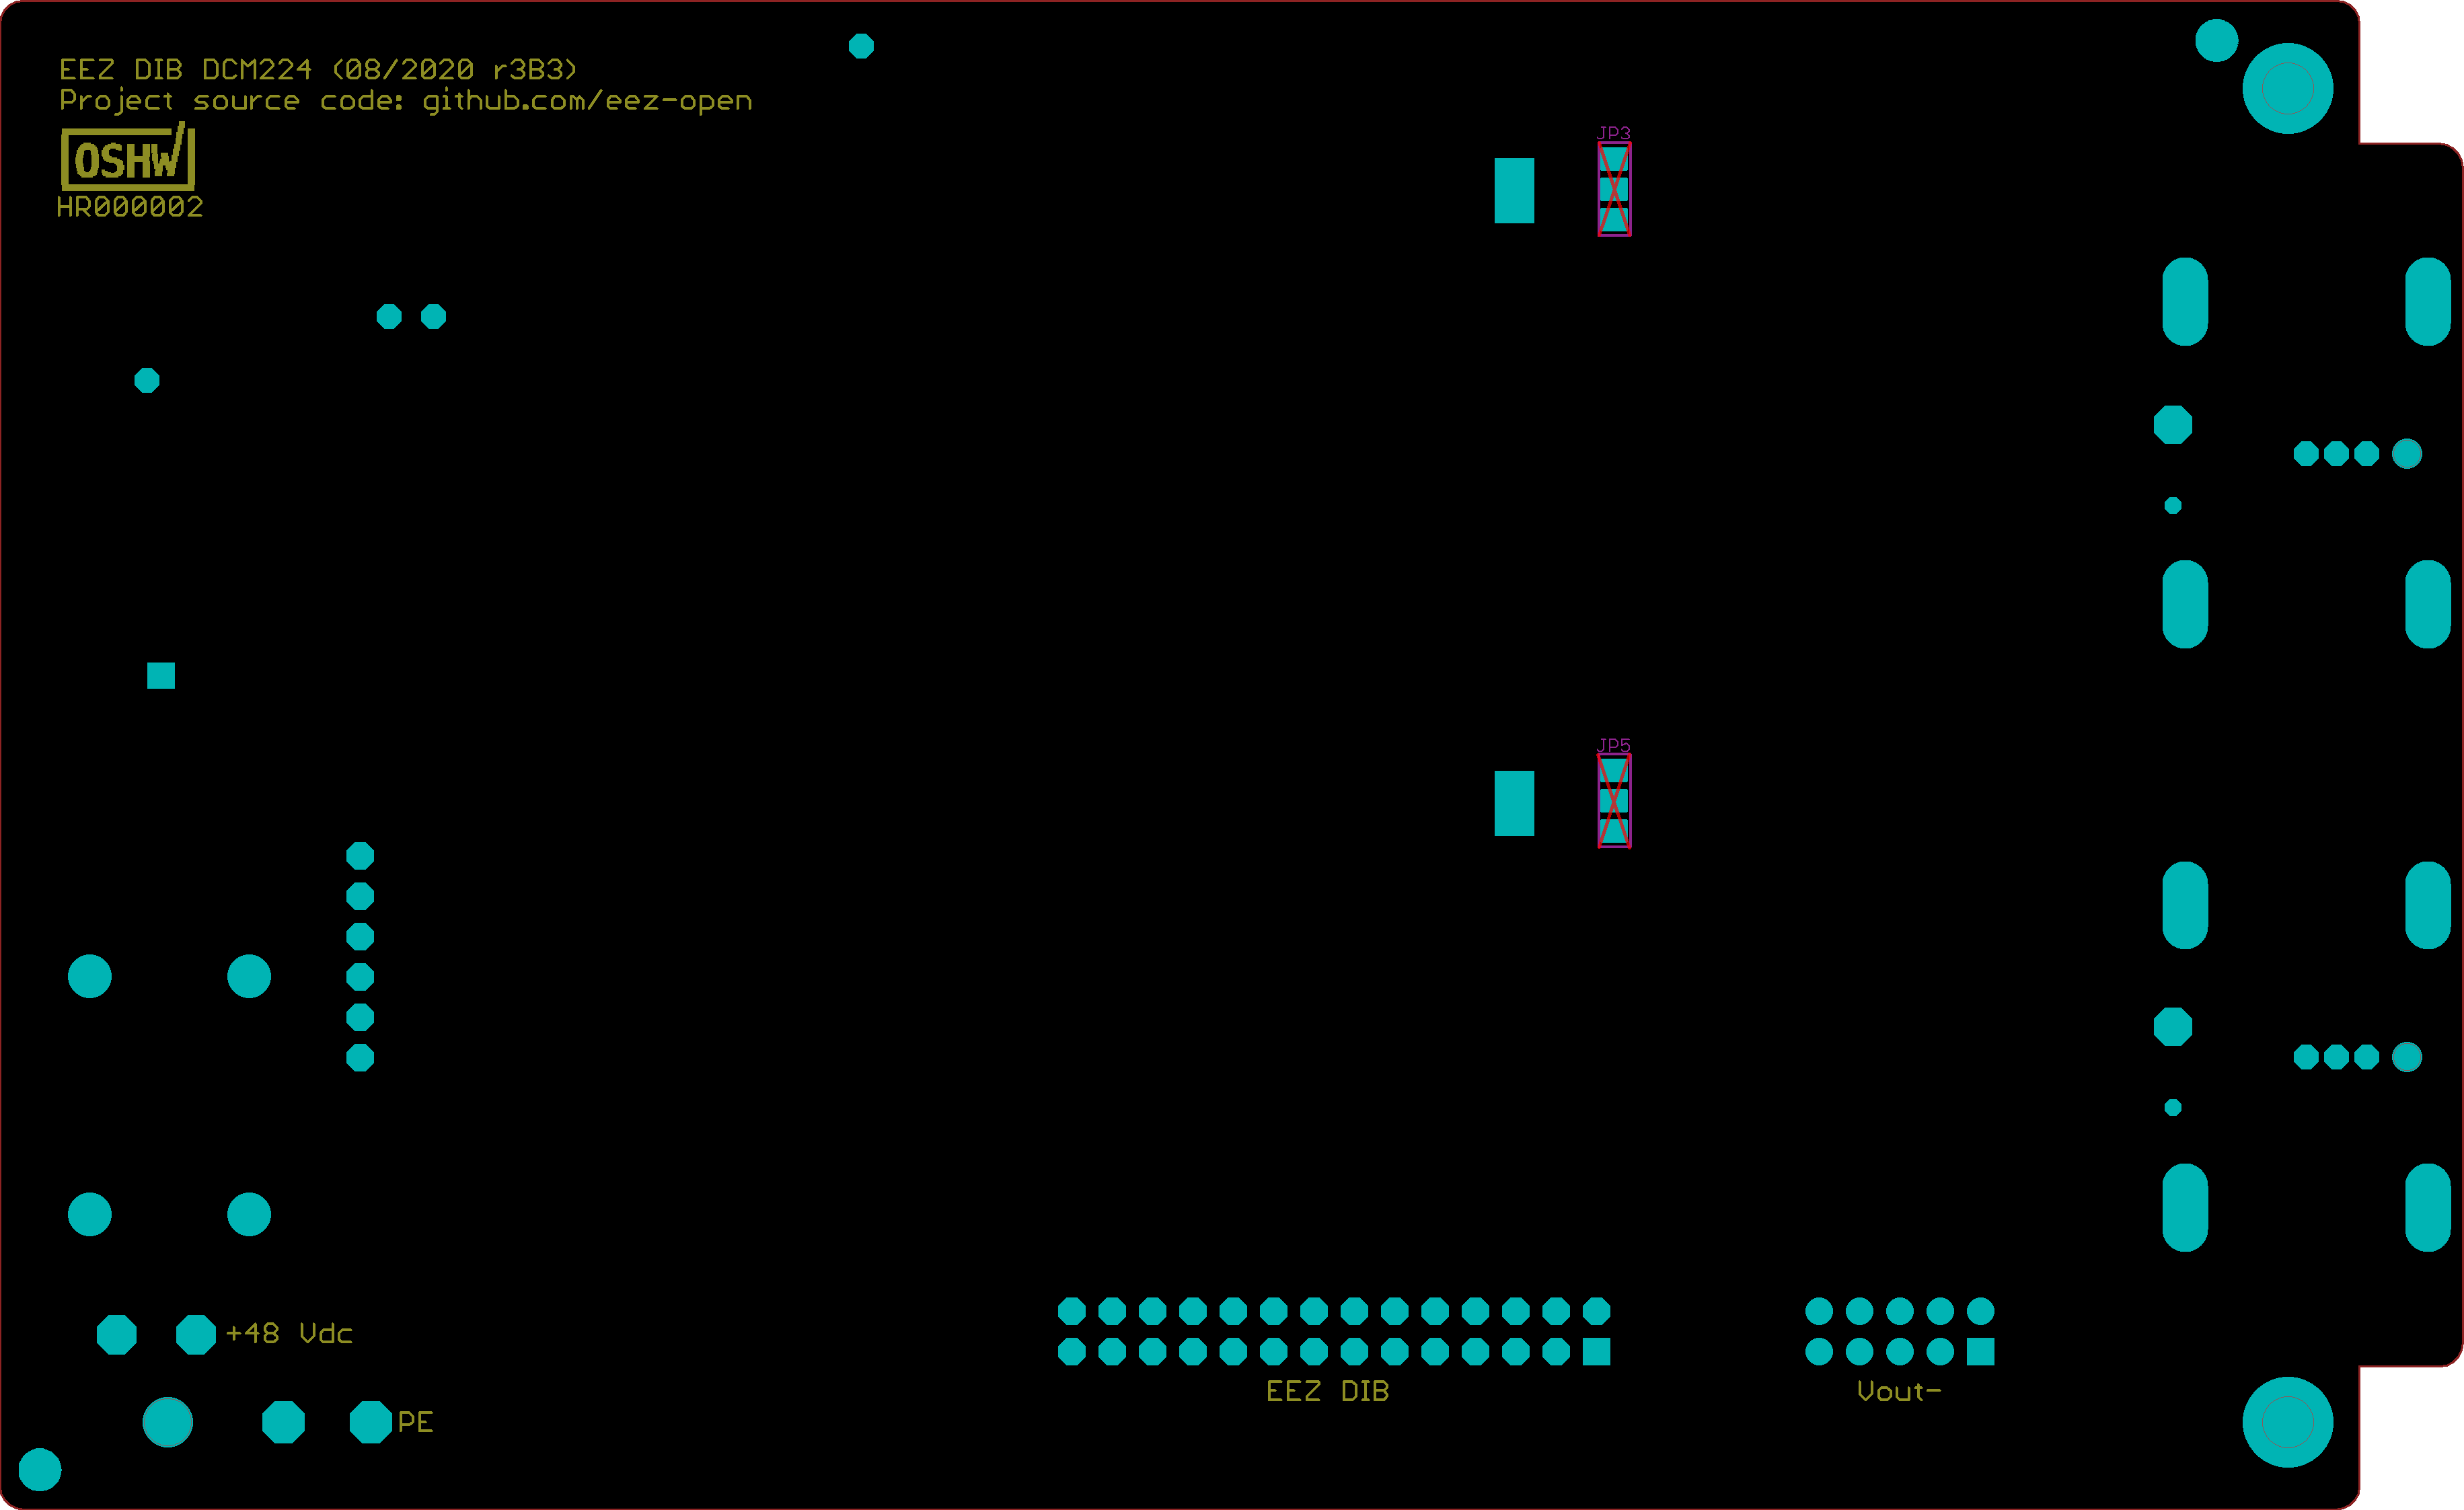 EEZ DIB DCM224 (08/2020 r3B3)
Project source code: github.com/eez-open
OSHW
HR000002
JP3
JP5
+48 Vdc
EEZ DIB
Vout-
PE